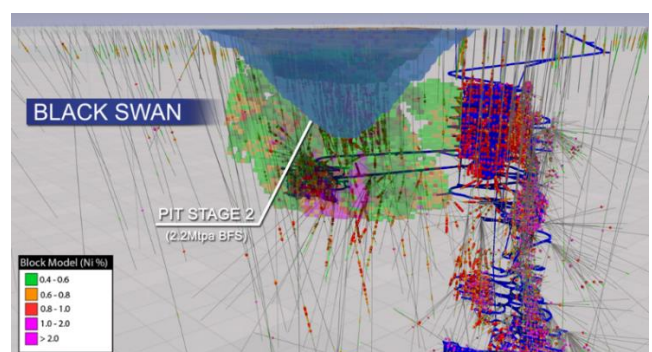 BLACK SWAN
PIT STAGE 2
(2.2Mtpa BFS)
Block Model (Ni %)
0.4 - 0.6
0.6 - 0.8
0.8 - 1.0
1.0 - 2.0
> 2.0